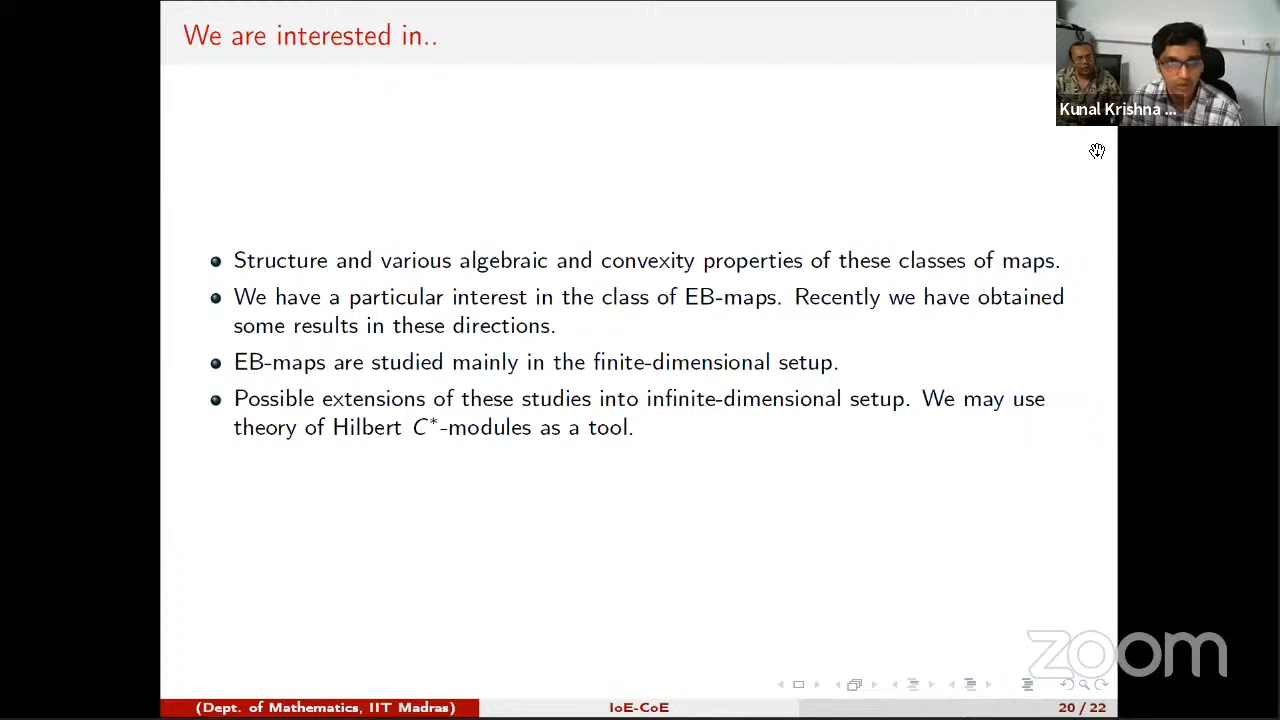 We are interested in..
Kunal Krishna ...
Structure and various algebraic and convexity properties of these classes of maps.
We have a particular interest in the class of EB-maps. Recently we have obtained
some results in these directions.
EB-maps are studied mainly in the finite-dimensional setup.
Possible extensions of these studies into infinite-dimensional setup. We may use
theory of Hilbert C*-modules as a tool.
zoom
(Dept. of Mathematics, IIT Madras) IoE-CoE 20 / 22